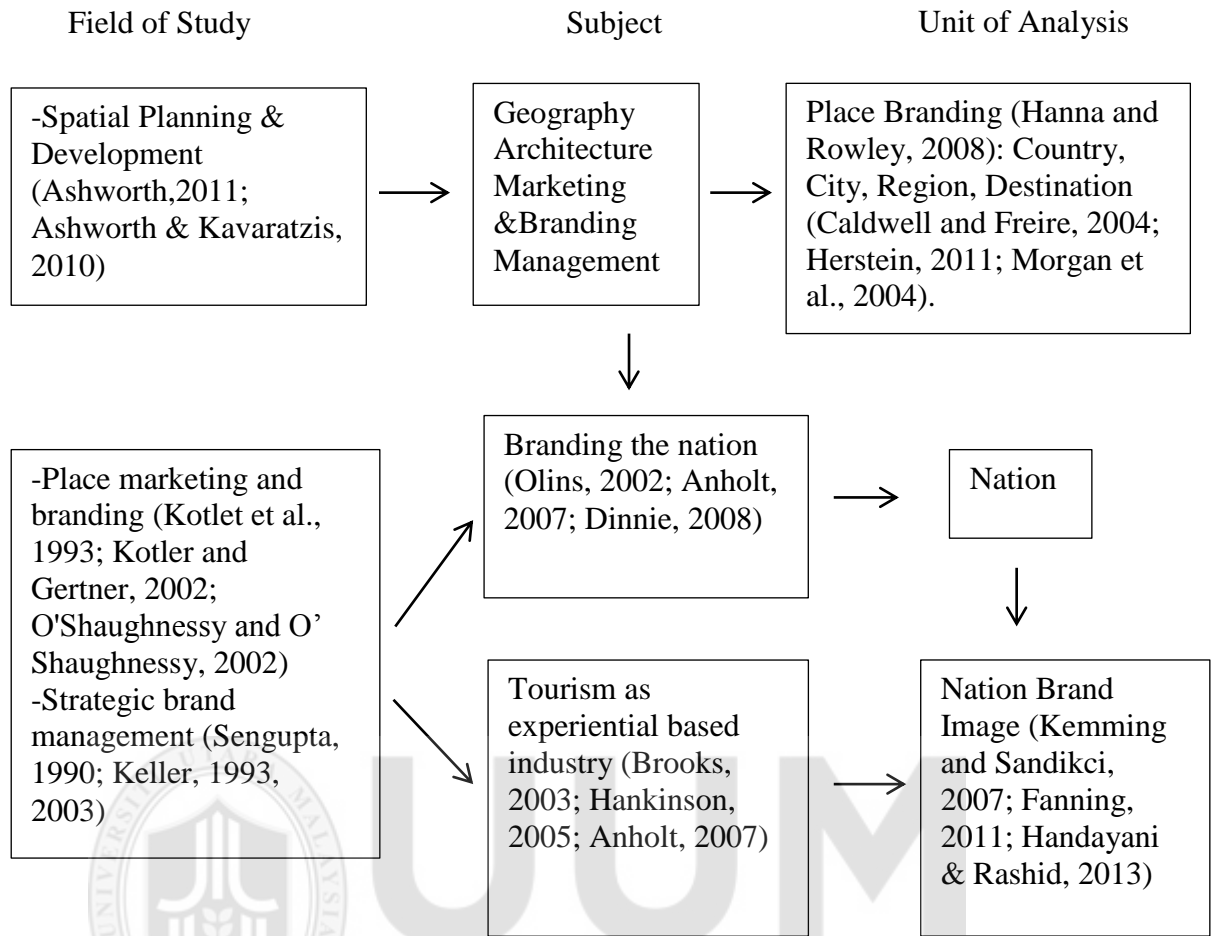 Field of Study
Subject
Unit of Analysis
-Spatial Planning &
Development
(Ashworth,2011;
Ashworth & Kavaratzis,
2010)
Geography
Architecture
Marketing
&Branding
Management
Place Branding (Hanna and
Rowley, 2008): Country,
City, Region, Destination
(Caldwell and Freire, 2004;
Herstein, 2011; Morgan et
al., 2004).
-Place marketing and
branding (Kotlet et al.,
1993; Kotler and
Gertner, 2002;
O'Shaughnessy and O’
Shaughnessy, 2002)
-Strategic brand
management (Sengupta,
1990; Keller, 1993,
2003)
Branding the nation
(Olins, 2002; Anholt,
2007; Dinnie, 2008)
Nation
Tourism as
experiential based
industry (Brooks,
2003; Hankinson,
2005; Anholt, 2007)
Nation Brand
Image (Kemming
and Sandikci,
2007; Fanning,
2011; Handayani
& Rashid, 2013)
UNIVERSITI UTARA MALAYSIA
UUM